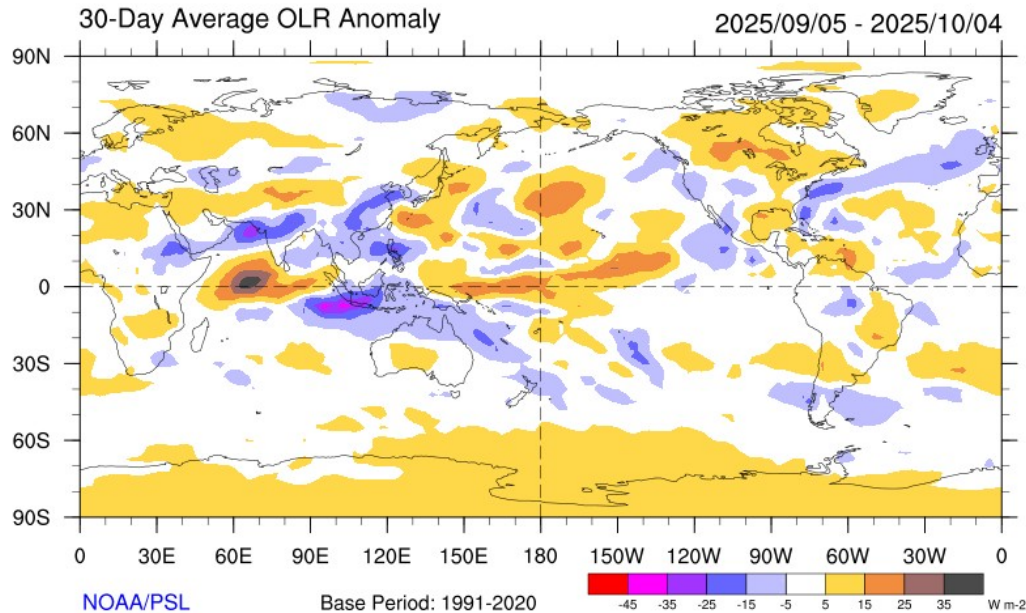 30-Day Average OLR Anomaly 2025/09/05 - 2025/10/04
90N
60N
30N
0
30S
60S
90S
0 30E 60E 90E 120E 150E 180 150W 120W 90W 60W 30W 0
-45 -35 -25 -15 -5 5 15 25 35 W m-2
NOAA/PSL Base Period: 1991-2020